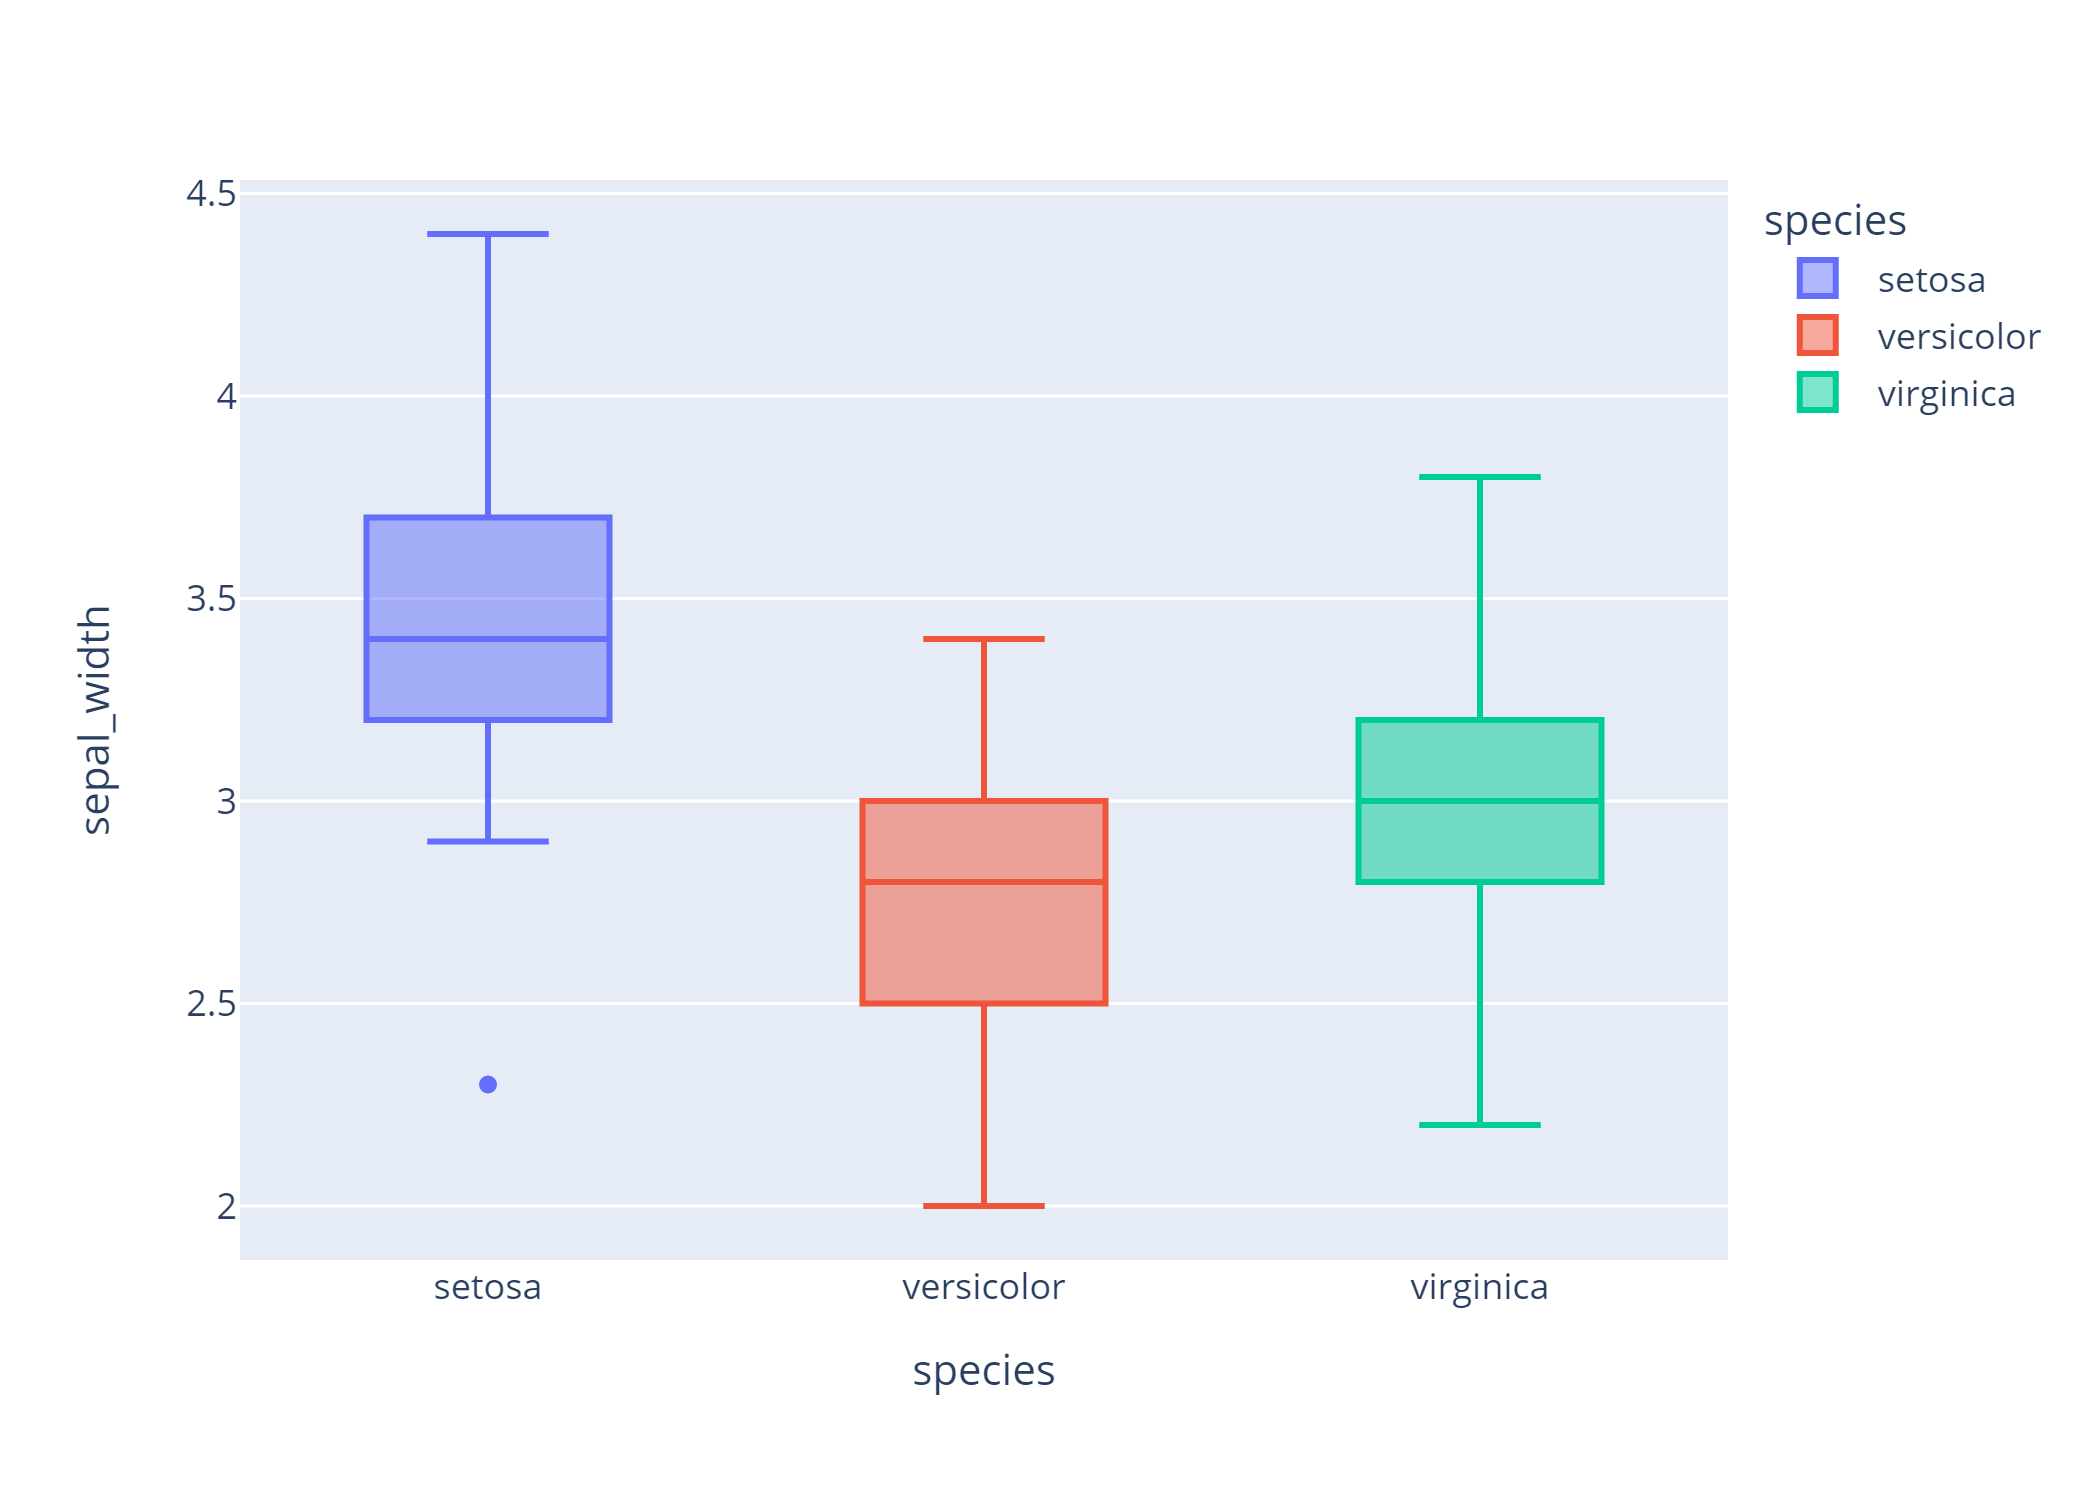 4.5
4
3.5
3
2.5
2
sepal_width
setosa
versicolor
virginica
species
species
setosa
versicolor
virginica